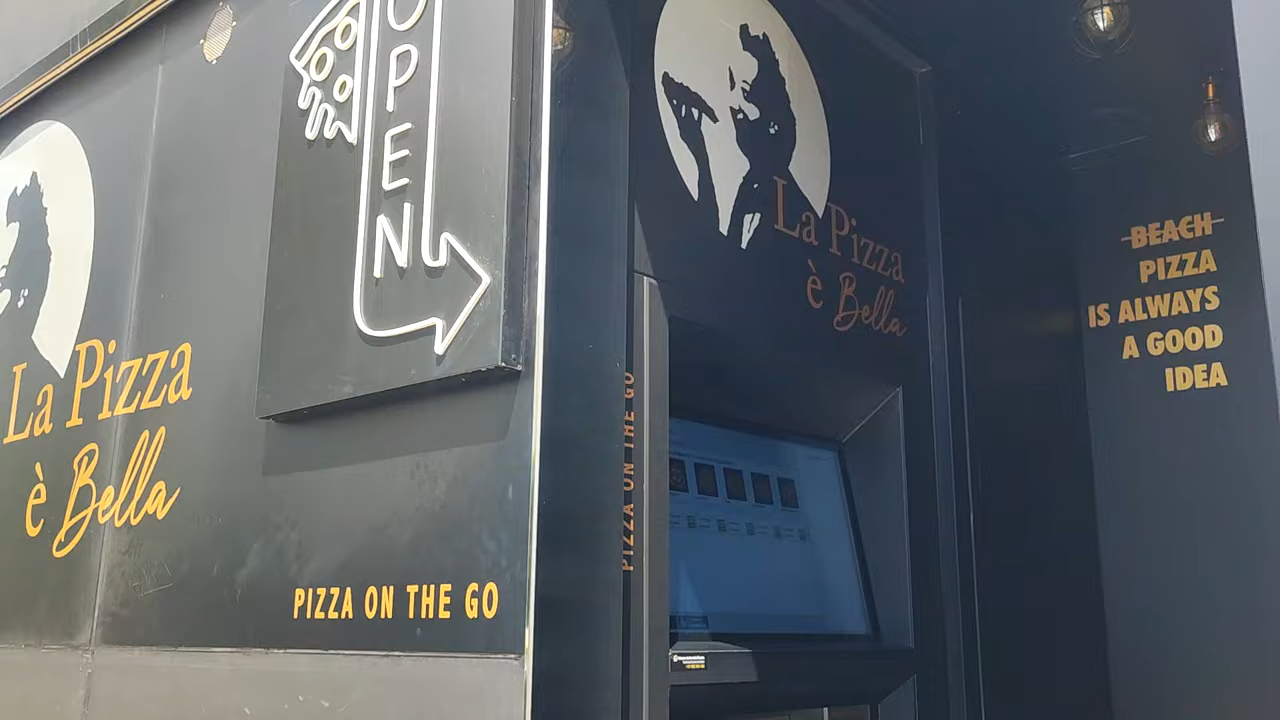 OPEN
La Pizza
è Bella
PIZZA ON THE GO
PIZZA ON THE GO
La Pizza
è Bella
BEACH
PIZZA
IS ALWAYS
A GOOD
IDEA